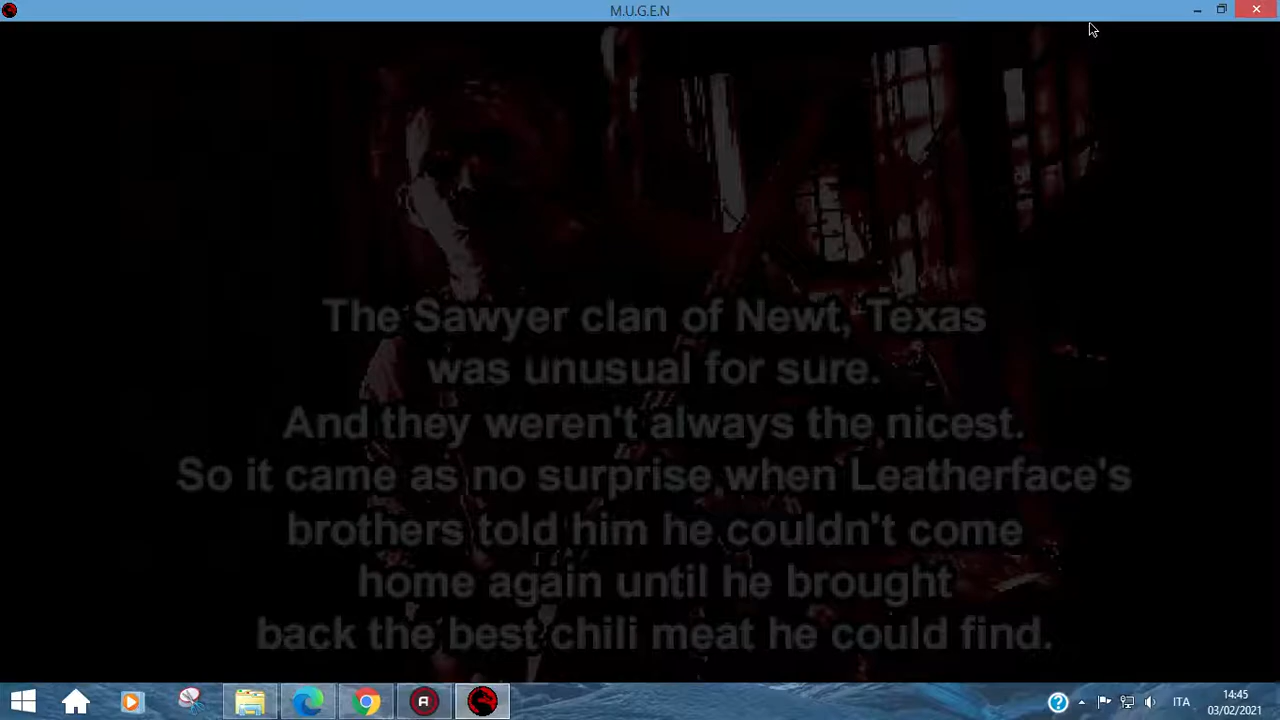 M.U.G.E.N
The Sawyer clan of Newt, Texas
was unusual for sure.
And they weren't always the nicest.
So it came as no surprise when Leatherface's
brothers told him he couldn't come
home again until he brought
back the best chili meat he could find.
ITA
14:45
03/02/2021